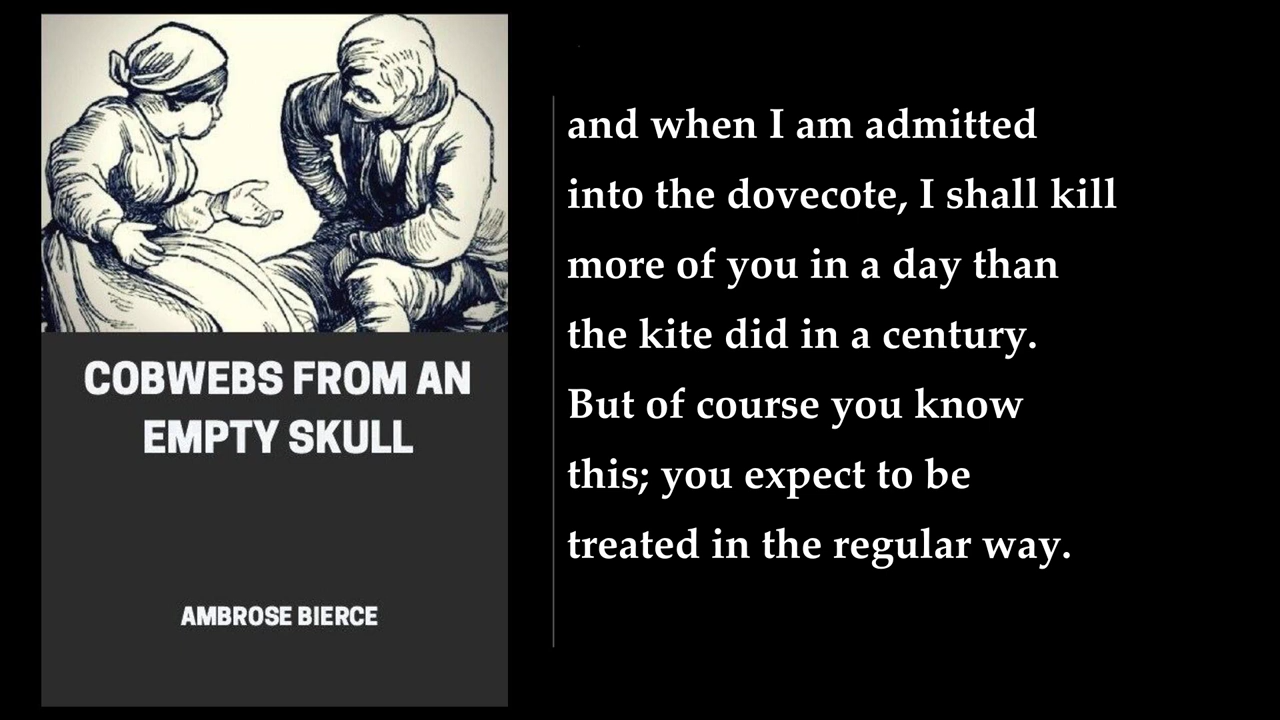 COBWEBS FROM AN
EMPTY SKULL
AMBROSE BIERCE
and when I am admitted
into the dovecote, I shall kill
more of you in a day than
the kite did in a century.
But of course you know
this; you expect to be
treated in the regular way.